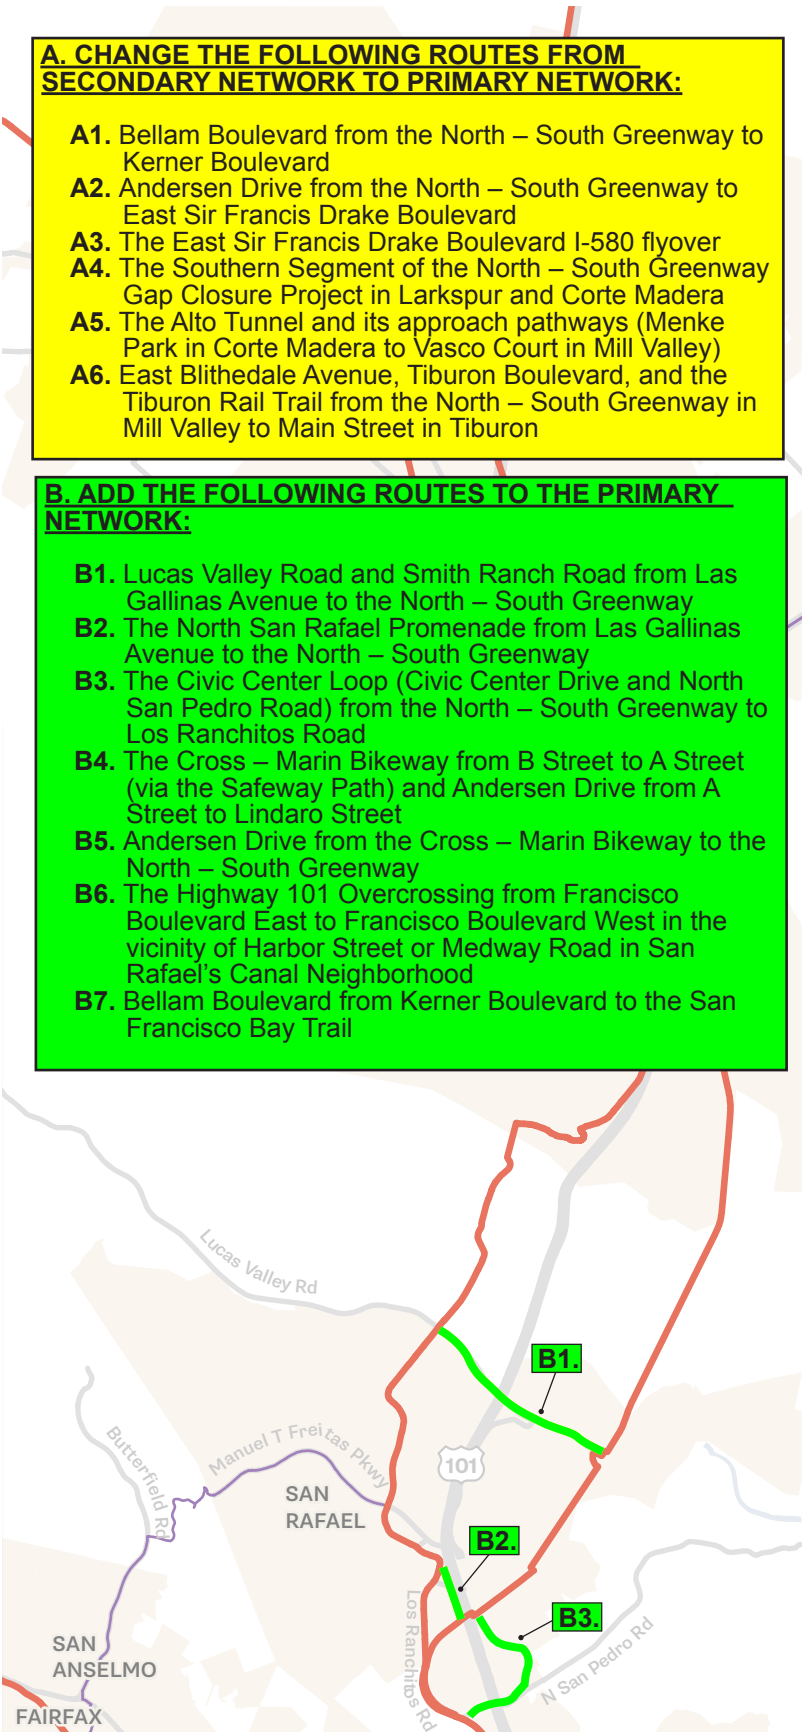 A. CHANGE THE FOLLOWING ROUTES FROM
SECONDARY NETWORK TO PRIMARY NETWORK:
A1. Bellam Boulevard from the North – South Greenway to
Kerner Boulevard
A2. Andersen Drive from the North – South Greenway to
East Sir Francis Drake Boulevard
A3. The East Sir Francis Drake Boulevard I-580 flyover
A4. The Southern Segment of the North – South Greenway
Gap Closure Project in Larkspur and Corte Madera
A5. The Alto Tunnel and its approach pathways (Menke
Park in Corte Madera to Vasco Court in Mill Valley)
A6. East Blithedale Avenue, Tiburon Boulevard, and the
Tiburon Rail Trail from the North – South Greenway in
Mill Valley to Main Street in Tiburon
B. ADD THE FOLLOWING ROUTES TO THE PRIMARY
NETWORK:
B1. Lucas Valley Road and Smith Ranch Road from Las
Gallinas Avenue to the North – South Greenway
B2. The North San Rafael Promenade from Las Gallinas
Avenue to the North – South Greenway
B3. The Civic Center Loop (Civic Center Drive and North
San Pedro Road) from the North – South Greenway to
Los Ranchitos Road
B4. The Cross – Marin Bikeway from B Street to A Street
(via the Safeway Path) and Andersen Drive from A
Street to Lindaro Street
B5. Andersen Drive from the Cross – Marin Bikeway to the
North – South Greenway
B6. The Highway 101 Overcrossing from Francisco
Boulevard East to Francisco Boulevard West in the
vicinity of Harbor Street or Medway Road in San
Rafael's Canal Neighborhood
B7. Bellam Boulevard from Kerner Boulevard to the San
Francisco Bay Trail
Lucas Valley Rd
B1.
Butterfield Rd
Manuel T Freitas Pkwy
101
SAN
RAFAEL
B2.
Los Ranchitos Rd
B3.
N San Pedro Rd
SAN
ANSELMO
FAIRFAX